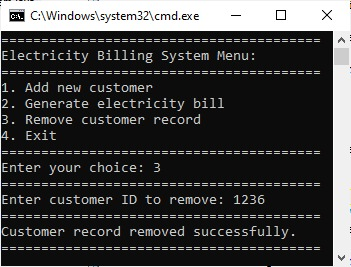 C:\Windows\system32\cmd.exe
========================================
Electricity Billing System Menu:
========================================
1. Add new customer
2. Generate electricity bill
3. Remove customer record
4. Exit
========================================
Enter your choice: 3
========================================
Enter customer ID to remove: 1236
========================================
Customer record removed successfully.
========================================